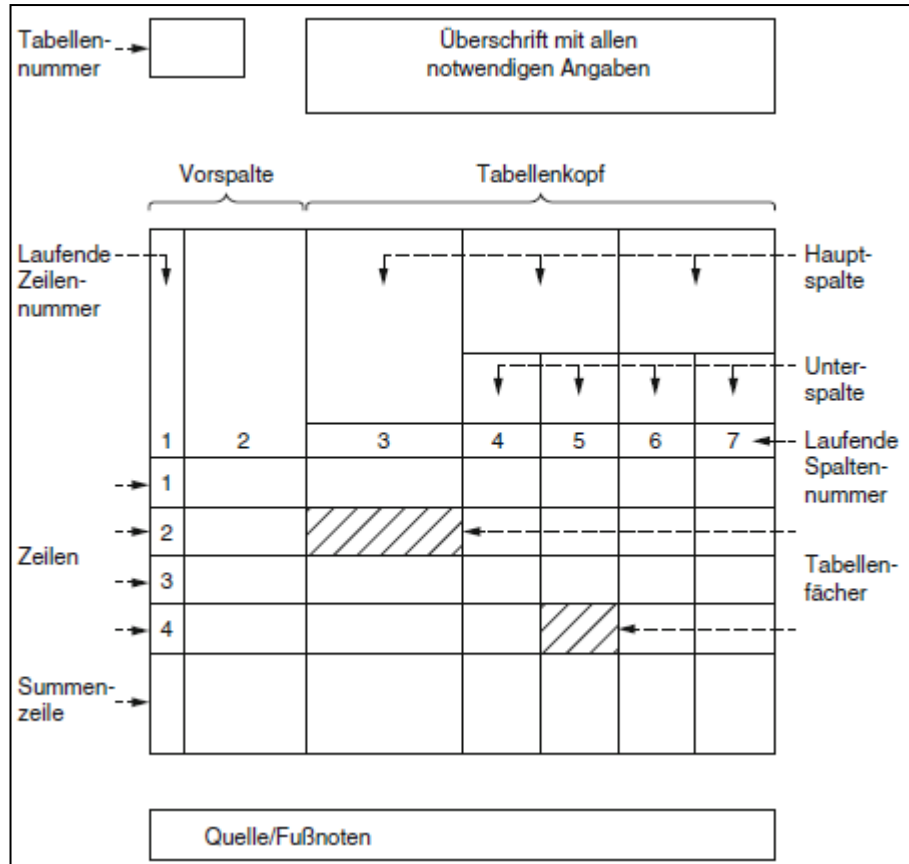 Tabellen-
nummer
Überschrift mit allen
notwendigen Angaben
Vorspalte
Tabellenkopf
Laufende
Zeilen-
nummer
Haupt-
spalte
Unter-
spalte
1 2 3 4 5 6 7
Laufende
Spalten-
nummer
Zeilen
1
2
3
4
Tabellen-
fächer
Summen-
zeile
Quelle/Fußnoten